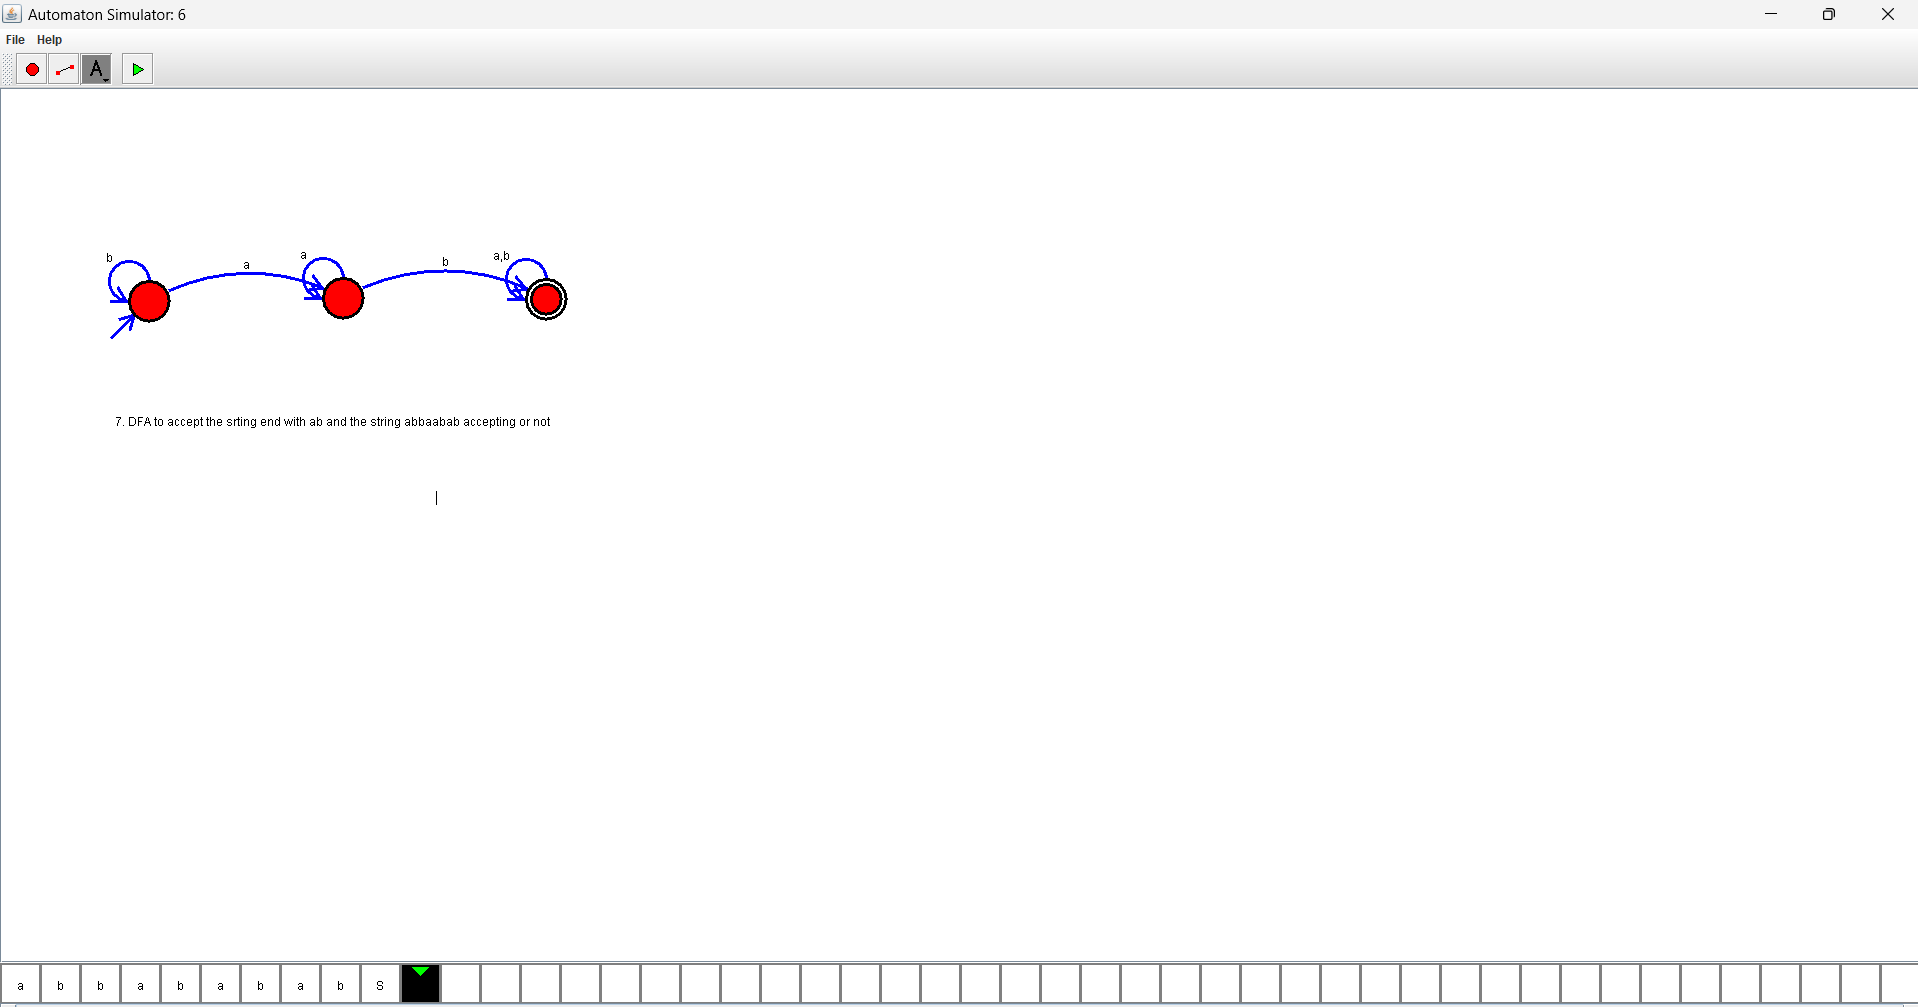 Automaton Simulator: 6
File Help
A
b a a b a,b
7. DFA to accept the srting end with ab and the string abbaabab accepting or not
a b b a b a b a b S